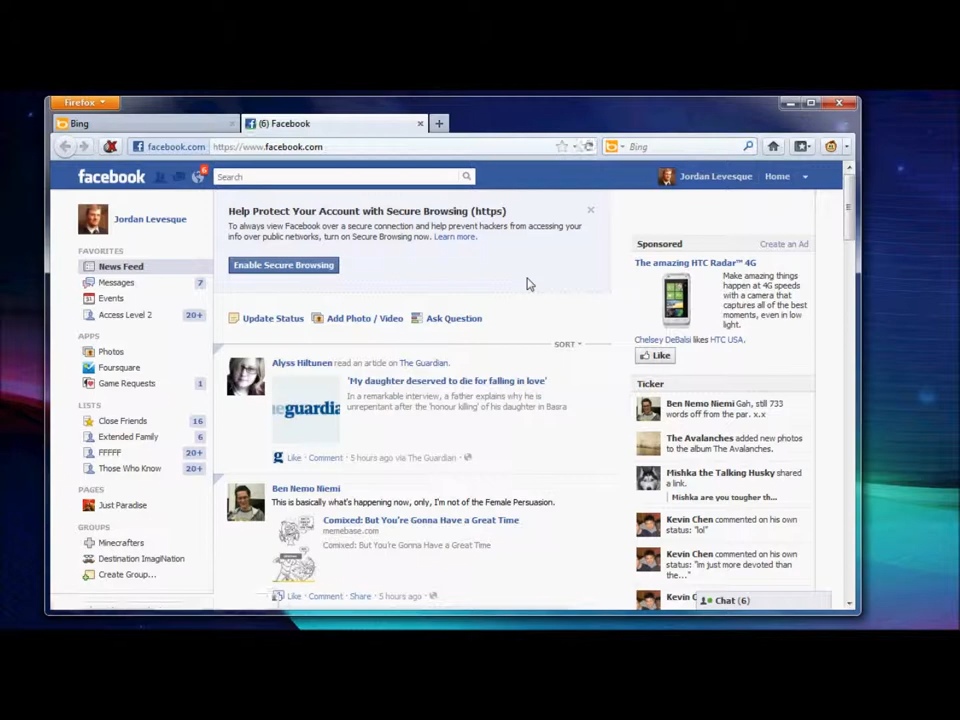 Firefox
Bing
(6) Facebook
facebook.com
https://www.facebook.com
Bing
facebook
6
Search
Jordan Levesque
Home
Jordan Levesque
FAVORITES
News Feed
Messages 7
Events
Access Level 2 20+
APPS
Photos
Foursquare
Game Requests 1
LISTS
Close Friends 16
Extended Family 6
FFFFF 20+
Those Who Know 20+
PAGES
Just Paradise
GROUPS
Minecrafters
Destination ImagiNation
Create Group...
Help Protect Your Account with Secure Browsing (https)
To always view Facebook over a secure connection and help prevent hackers from accessing your
info over public networks, turn on Secure Browsing now. Learn more.
Enable Secure Browsing
Update Status
Add Photo / Video
Ask Question
SORT
Alyss Hiltunen read an article on The Guardian.
'My daughter deserved to die for falling in love'
In a remarkable interview, a father explains why he is
unrepentant after the 'honour killing' of his daughter in Basra
eguardia
Like · Comment · 5 hours ago via The Guardian ·
Ben Nemo Niemi
This is basically what's happening now, only, I'm not of the Female Persuasion.
Comixed: But You're Gonna Have a Great Time
memebase.com
Comixed: But You're Gonna Have a Great Time
Like · Comment · Share · 5 hours ago ·
Sponsored
Create an Ad
The amazing HTC Radar™ 4G
Make amazing things
happen at 4G speeds
with a camera that
captures all of the best
moments, even in low
light.
Chelsey DeBalsi likes HTC USA.
Like
Ticker
Ben Nemo Niemi Gah, still 733
words off from the par. x.x
The Avalanches added new photos
to the album The Avalanches.
Mishka the Talking Husky shared
a link.
Mishka are you tougher th...
Kevin Chen commented on his own
status: "lol"
Kevin Chen commented on his own
status: "im just more devoted than
the..."
Kevin C
Chat (6)